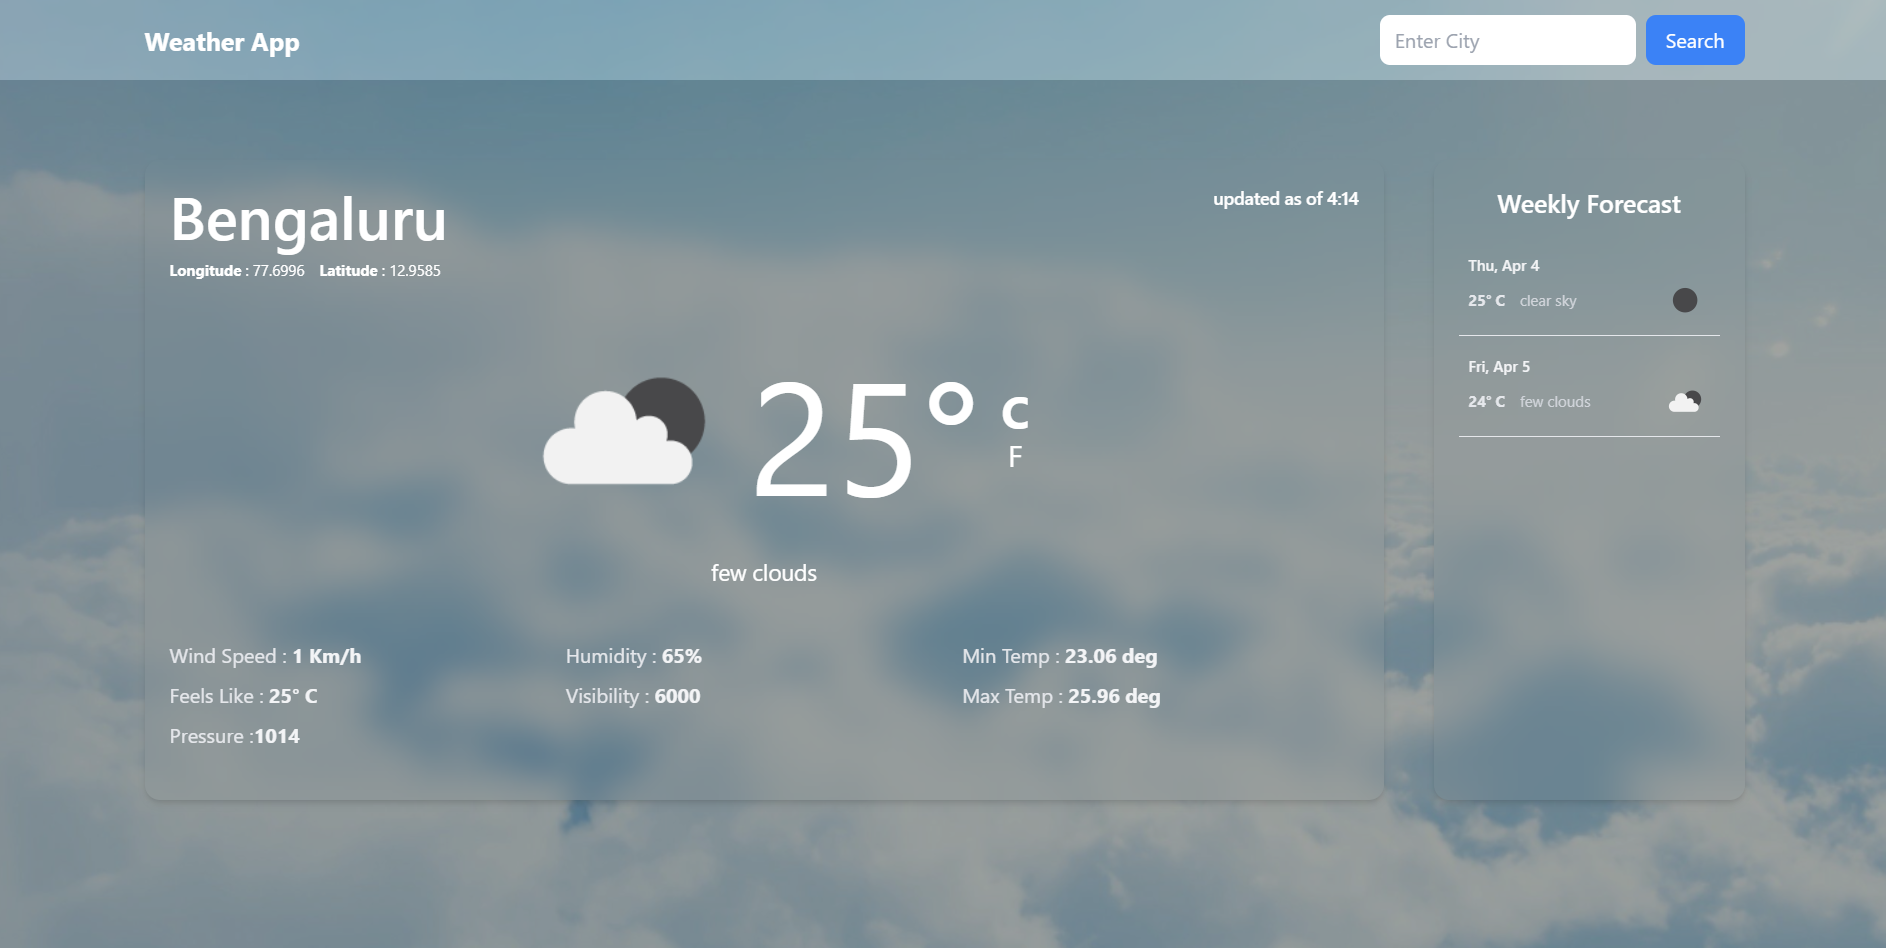 Weather App
Enter City
Search
Bengaluru
updated as of 4:14
Longitude : 77.6996 Latitude : 12.9585
25° C
F
few clouds
Wind Speed : 1 Km/h
Humidity : 65%
Min Temp : 23.06 deg
Feels Like : 25° C
Visibility : 6000
Max Temp : 25.96 deg
Pressure :1014
Weekly Forecast
Thu, Apr 4
25° C clear sky
Fri, Apr 5
24° C few clouds